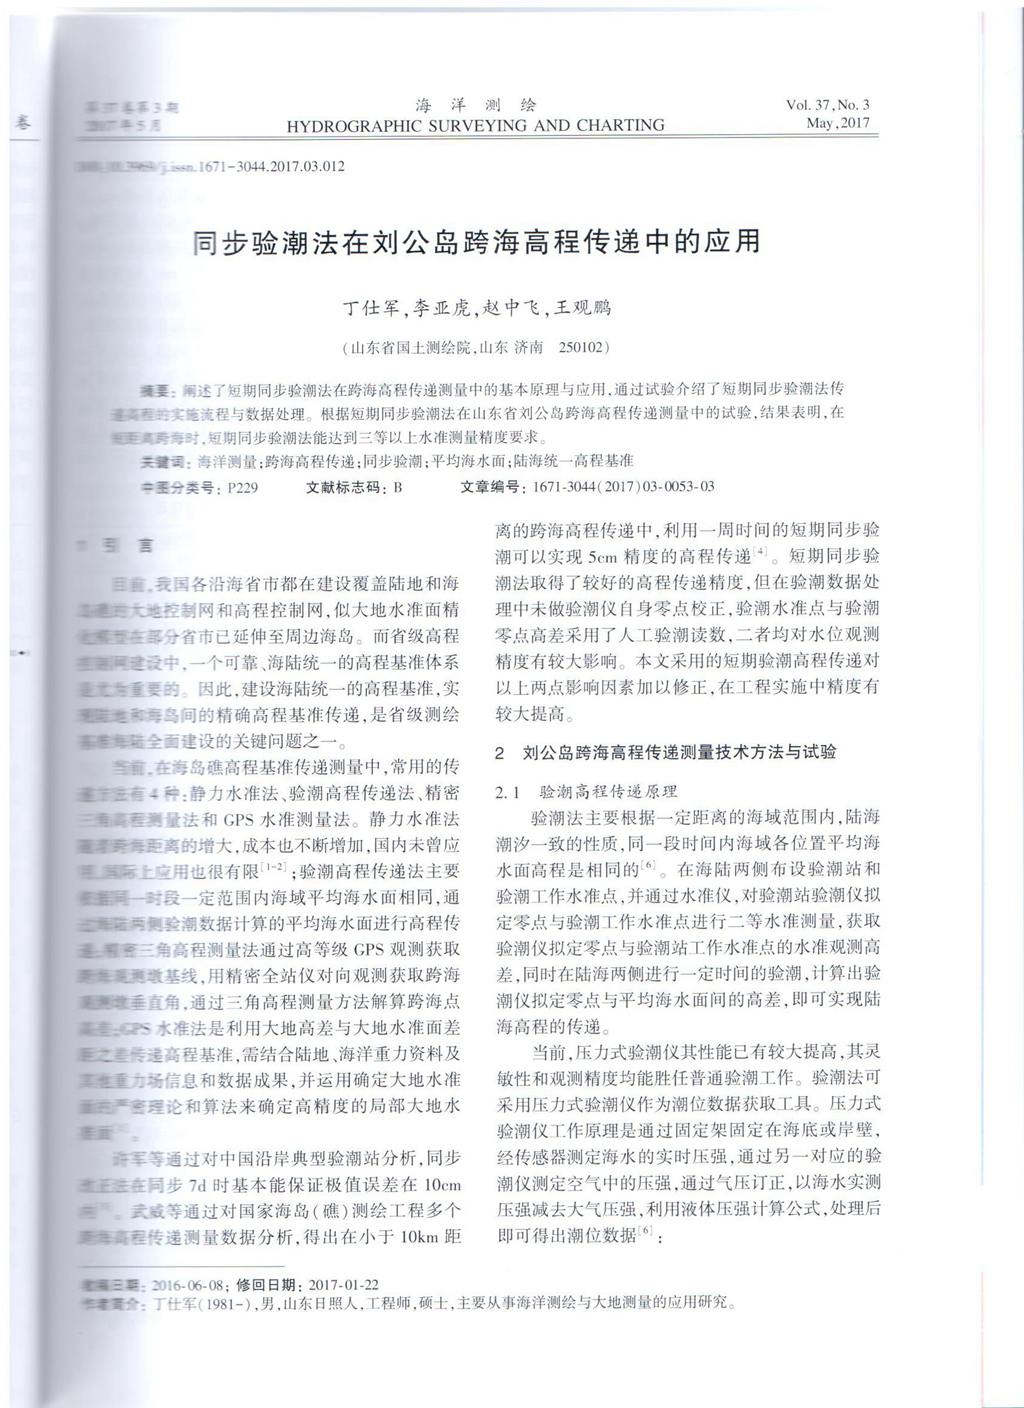 卷
第37卷第3期
2017年5月
海 洋 测 绘
HYDROGRAPHIC SURVEYING AND CHARTING
Vol. 37, No. 3
May, 2017
j.issn.1671-3044.2017.03.012
同步验潮法在刘公岛跨海高程传递中的应用
丁仕军,李亚虎,赵中飞,王观鹏
(山东省国土测绘院,山东 济南 250102)
摘要:阐述了短期同步验潮法在跨海高程传递测量中的基本原理与应用,通过试验介绍了短期同步验潮法传
递高程的实施流程与数据处理。根据短期同步验潮法在山东省刘公岛跨海高程传递测量中的试验,结果表明,在
短距离跨海时,短期同步验潮法能达到三等以上水准测量精度要求。
关键词:海洋测量;跨海高程传递;同步验潮;平均海水面;陆海统一高程基准
中图分类号:P229 文献标志码:B 文章编号:1671-3044(2017)03-0053-03
引 言
目前,我国各沿海省市都在建设覆盖陆地和海
的大地控制网和高程控制网,似大地水准面精
化模型在部分省市已延伸至周边海岛。而省级高程
控制网建设中,一个可靠、海陆统一的高程基准体系
是尤为重要的。因此,建设海陆统一的高程基准,实
现陆地和海岛间的精确高程基准传递,是省级测绘
基准海陆全面建设的关键问题之一。
当前,在海岛礁高程基准传递测量中,常用的传
递方法有4种:静力水准法、验潮高程传递法、精密
三角高程测量法和GPS水准测量法。静力水准法
随着跨海距离的增大,成本也不断增加,国内未曾应
用,国际上应用也很有限[1-2];验潮高程传递法主要
依据同一时段一定范围内海域平均海水面相同,通
过海陆两侧验潮数据计算的平均海水面进行高程传
递;精密三角高程测量法通过高等级GPS观测获取
跨海观测墩基线,用精密全站仪对向观测获取跨海
观测墩垂直角,通过三角高程测量方法解算跨海点
高差;GPS水准法是利用大地高差与大地水准面差
距之差传递高程基准,需结合陆地、海洋重力资料及
其他重力场信息和数据成果,并运用确定大地水准
面的严密理论和算法来确定高精度的局部大地水
准面。
许军等通过对中国沿岸典型验潮站分析,同步
改正法在同步7d时基本能保证极值误差在10cm
内。武威等通过对国家海岛(礁)测绘工程多个
跨海高程传递测量数据分析,得出在小于10km距
离的跨海高程传递中,利用一周时间的短期同步验
潮可以实现5cm精度的高程传递[4]。短期同步验
潮法取得了较好的高程传递精度,但在验潮数据处
理中未做验潮仪自身零点校正,验潮水准点与验潮
零点高差采用了人工验潮读数,二者均对水位观测
精度有较大影响。本文采用的短期验潮高程传递对
以上两点影响因素加以修正,在工程实施中精度有
较大提高。
2 刘公岛跨海高程传递测量技术方法与试验
2.1 验潮高程传递原理
验潮法主要根据一定距离的海域范围内,陆海
潮汐一致的性质,同一段时间内海域各位置平均海
水面高程是相同的[6]。在海陆两侧布设验潮站和
验潮工作水准点,并通过水准仪,对验潮站验潮仪拟
定零点与验潮工作水准点进行二等水准测量,获取
验潮仪拟定零点与验潮站工作水准点的水准观测高
差,同时在陆海两侧进行一定时间的验潮,计算出验
潮仪拟定零点与平均海水面间的高差,即可实现陆
海高程的传递。
当前,压力式验潮仪其性能已有较大提高,其灵
敏性和观测精度均能胜任普通验潮工作。验潮法可
采用压力式验潮仪作为潮位数据获取工具。压力式
验潮仪工作原理是通过固定架固定在海底或岸壁,
经传感器测定海水的实时压强,通过另一对应的验
潮仪测定空气中的压强,通过气压订正,以海水实测
压强减去大气压强,利用液体压强计算公式,处理后
即可得出潮位数据[6]:
收稿日期:2016-06-08;修回日期:2017-01-22
作者简介:丁仕军(1981-),男,山东日照人,工程师,硕士,主要从事海洋测绘与大地测量的应用研究。